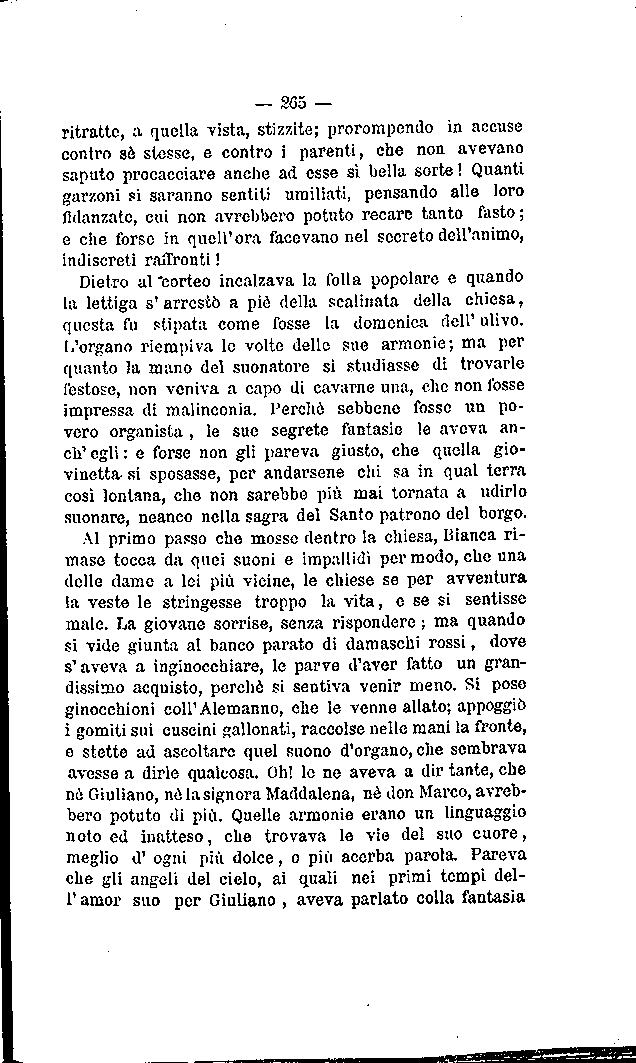 — 265 —
ritratte, a quella vista, stizzite; prorompendo in accuse
contro sè stesse, e contro i parenti, che non avevano
saputo procacciare anche ad esse sì bella sorte! Quanti
garzoni si saranno sentiti umiliati, pensando alle loro
fidanzate, cui non avrebbero potuto recare tanto fasto;
e che forse in quell'ora facevano nel secreto dell'animo,
indiscreti raffronti!
Dietro al corteo incalzava la folla popolare e quando
la lettiga s'arrestò a piè della scalinata della chiesa,
questa fu stipata come fosse la domenica dell'ulivo.
L'organo riempiva le volte delle sue armonie; ma per
quanto la mano del suonatore si studiasse di trovarle
festose, non veniva a capo di cavarne una, che non fosse
impressa di malinconia. Perchè sebbene fosse un po-
vero organista, le sue segrete fantasie le aveva an-
ch'egli: e forse non gli pareva giusto, che quella gio-
vinetta si sposasse, per andarsene chi sa in qual terra
così lontana, che non sarebbe più mai tornata a udirlo
suonare, neanco nella sagra del Santo patrono del borgo.
Al primo passo che mosse dentro la chiesa, Bianca ri-
mase tocca da quei suoni e impallidì per modo, che una
delle dame a lei più vicine, le chiese se per avventura
la veste le stringesse troppo la vita, e se si sentisse
male. La giovane sorrise, senza rispondere; ma quando
si vide giunta al banco parato di damaschi rossi, dove
s'aveva a inginocchiare, le parve d'aver fatto un gran-
dissimo acquisto, perchè si sentiva venir meno. Si pose
ginocchioni coll'Alemanno, che le venne allato; appoggiò
i gomiti sui cuscini gallonati, raccolse nelle mani la fronte,
e stette ad ascoltare quel suono d'organo, che sembrava
avesse a dirle qualcosa. Oh! le ne aveva a dir tante, che
nè Giuliano, nè la signora Maddalena, nè don Marco, avreb-
bero potuto di più. Quelle armonie erano un linguaggio
noto ed inatteso, che trovava le vie del suo cuore,
meglio d'ogni più dolce, o più acerba parola. Pareva
che gli angeli del cielo, ai quali nei primi tempi del-
l'amor suo per Giuliano, aveva parlato colla fantasia